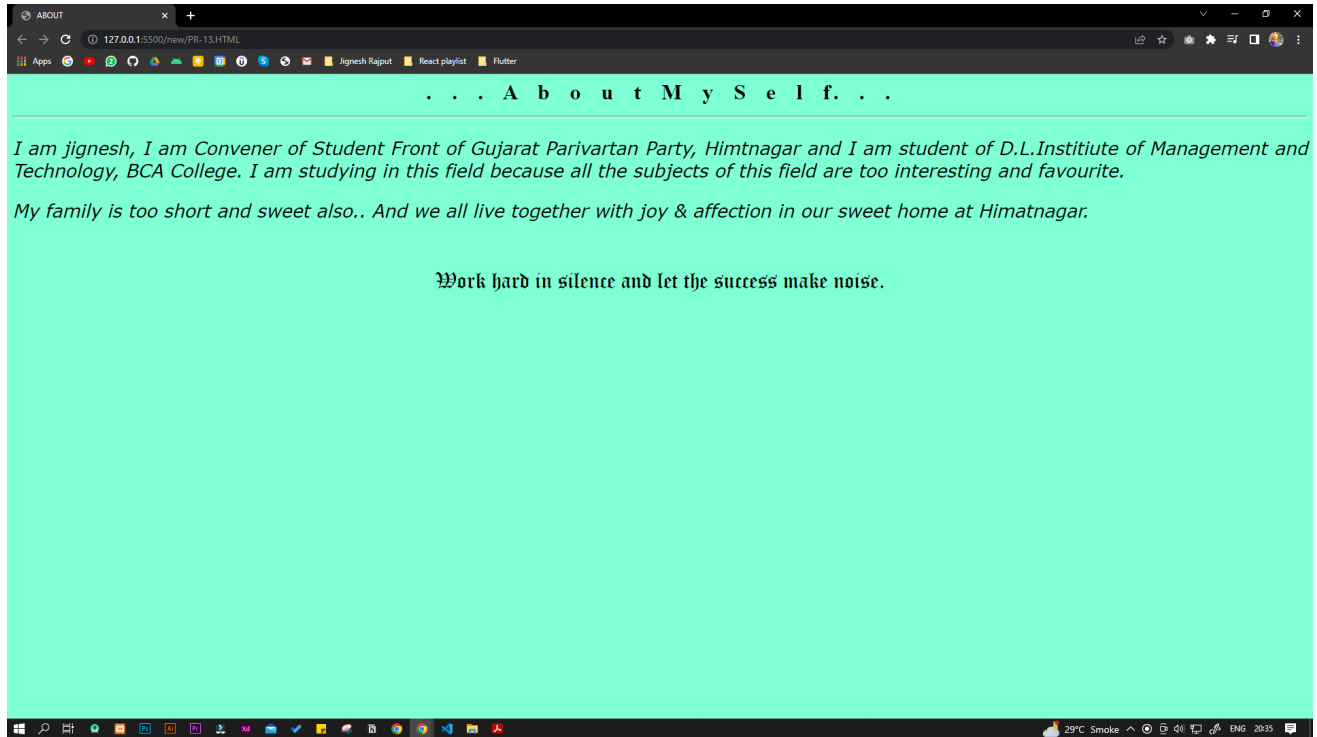 ABOUT
127.0.0.1:5500/new/PR-13.HTML
Apps Jignesh Rajput React playlist Flutter
. . . A b o u t M y S e l f. . .
I am jignesh, I am Convener of Student Front of Gujarat Parivartan Party, Himtnagar and I am student of D.L.Institiute of Management and
Technology, BCA College. I am studying in this field because all the subjects of this field are too interesting and favourite.
My family is too short and sweet also.. And we all live together with joy & affection in our sweet home at Himatnagar.
Work hard in silence and let the success make noise.
29°C Smoke ENG 20:35